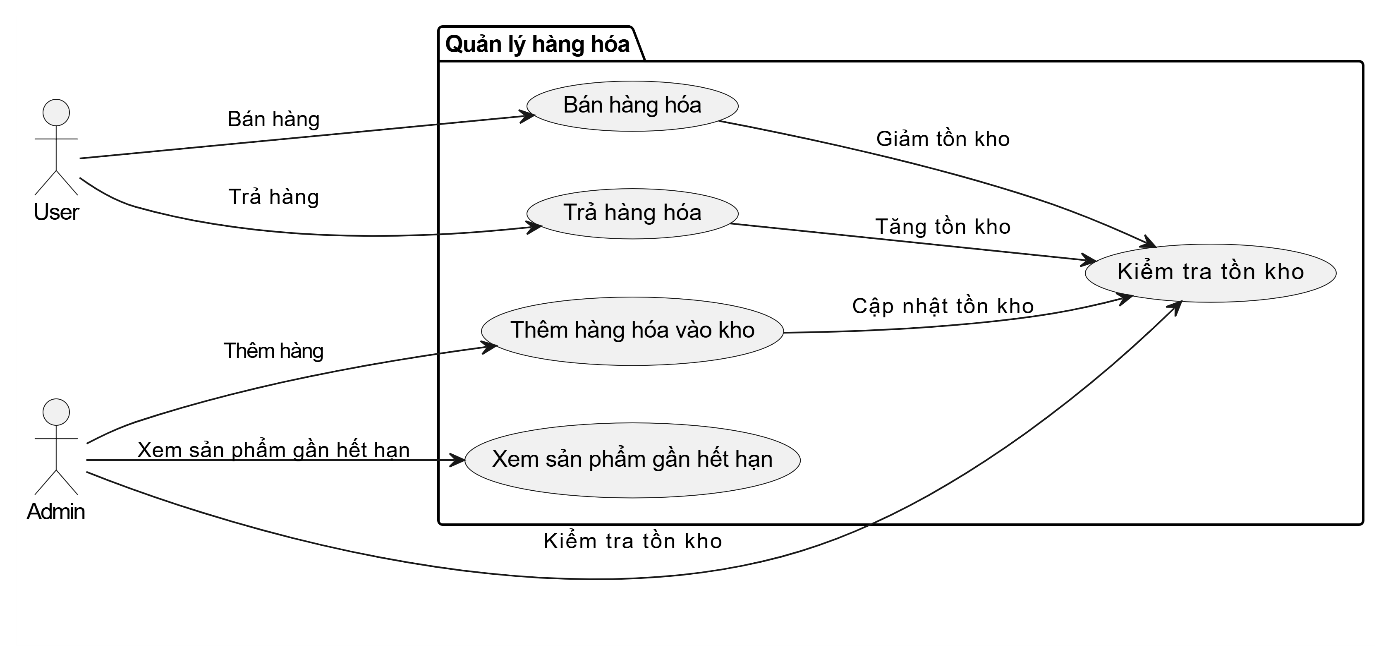 Quản lý hàng hóa
Bán hàng hóa
Bán hàng
Giảm tồn kho
Trả hàng
Trả hàng hóa
User
Tăng tồn kho
Kiểm tra tồn kho
Cập nhật tồn kho
Thêm hàng hóa vào kho
Thêm hàng
Xem sản phẩm gần hết hạn
Xem sản phẩm gần hết hạn
Admin
Kiểm tra tồn kho